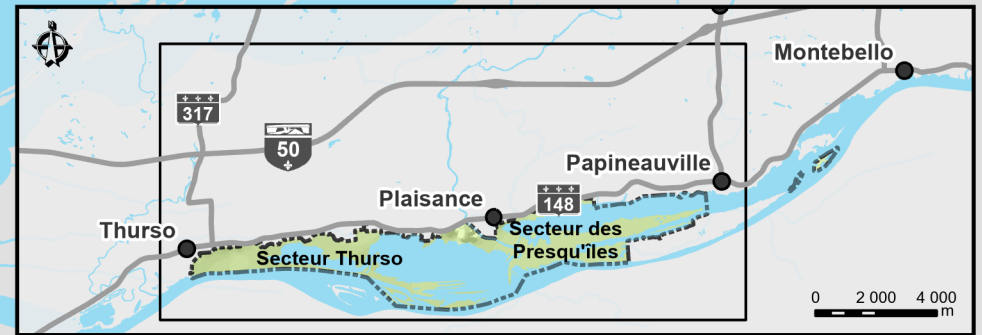 Montebello
317
50
Papineauville
Plaisance
148
Thurso
Secteur des
Presqu'îles
Secteur Thurso
0 2 000 4 000
m